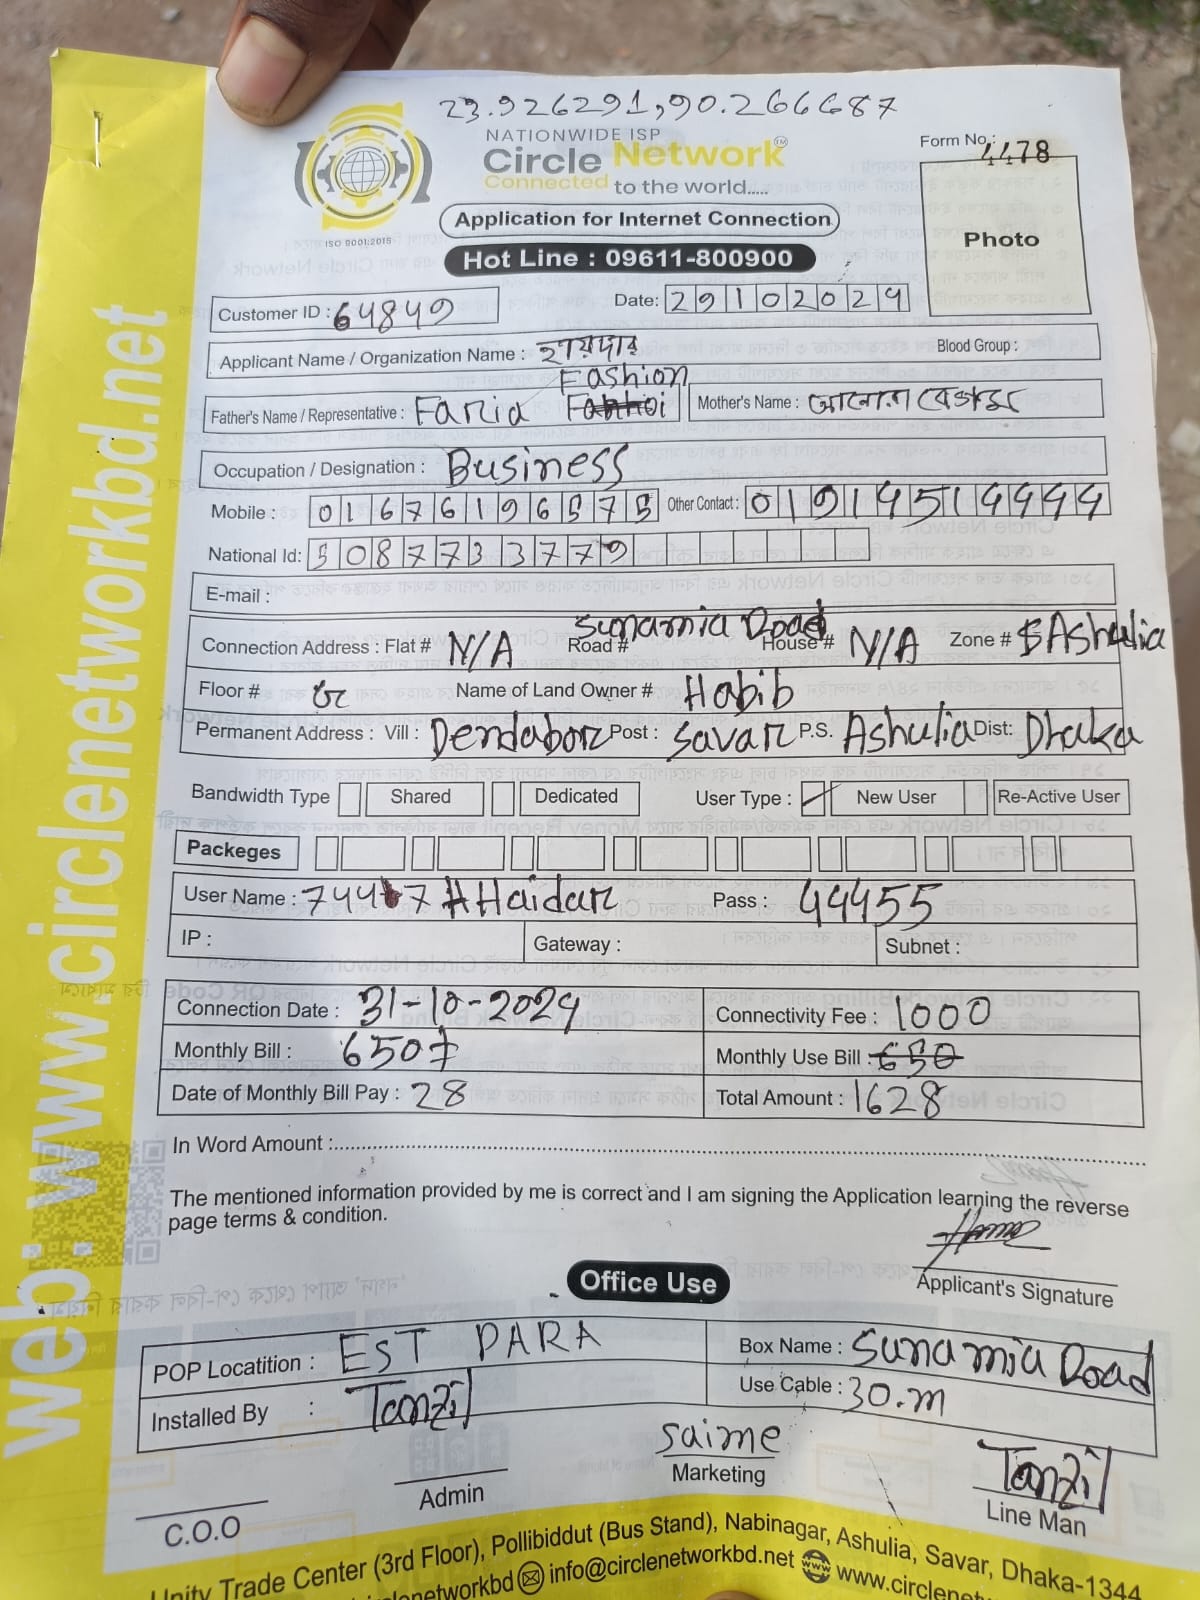 23.926291,90.266687
NATIONWIDE ISP
Circle Network™
Connected to the world.....
ISO 9001:2015
Form No.: 4478
Photo
Application for Internet Connection
Hot Line : 09611-800900
Customer ID : 64849
Date: 29102024
Applicant Name / Organization Name : হায়দার
Blood Group :
Fashion
Father's Name / Representative : Faria
Mother's Name : আনোরা বেগম
Occupation / Designation : Business
Mobile : 01676196575
Other Contact : 01914514994
National Id: 5087733779
E-mail :
Connection Address : Flat # N/A Road # Sunamia Road House # N/A Zone # Ashulia
Floor # G Name of Land Owner # Habib
Permanent Address : Vill : Dendabor Post : Savar P.S. Ashulia Dist: Dhaka
Bandwidth Type Shared Dedicated User Type : New User Re-Active User
Packeges
User Name : 74417#Haidar Pass : 44455
IP : Gateway : Subnet :
Connection Date : 31-10-2024 Connectivity Fee : 1000
Monthly Bill : 650/- Monthly Use Bill : 650
Date of Monthly Bill Pay : 28 Total Amount : 1628
In Word Amount :
The mentioned information provided by me is correct and I am signing the Application learning the reverse
page terms & condition.
Applicant's Signature
Office Use
POP Locatition : EST PARA
Box Name : Sunamia Road
Installed By : Tanzil
Use Cable : 30.m
saime
Marketing
Tanzil
Line Man
Admin
C.O.O
Unity Trade Center (3rd Floor), Pollibiddut (Bus Stand), Nabinagar, Ashulia, Savar, Dhaka-1344
info@circlenetworkbd.net
web: www.circlenetworkbd.net